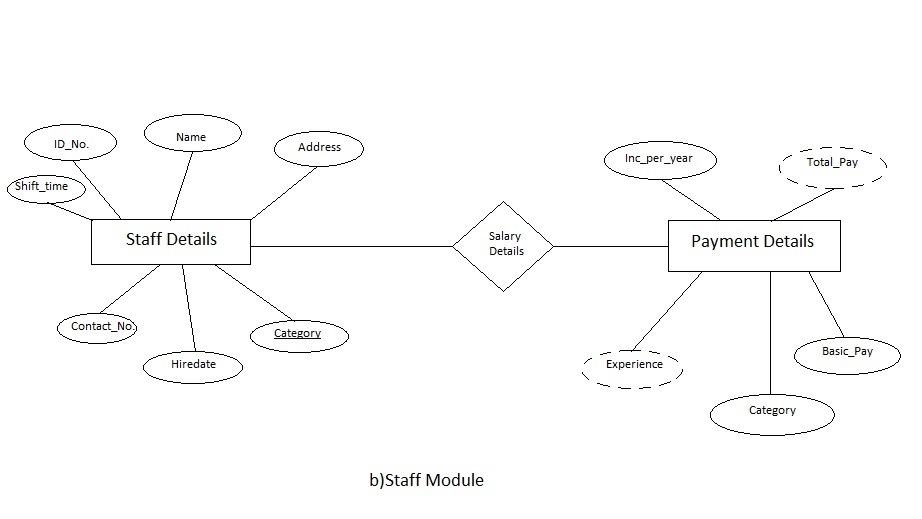 ID_No.
Name
Address
Shift_time
Staff Details
Contact_No.
Hiredate
Category
Salary
Details
Inc_per_year
Total_Pay
Payment Details
Experience
Category
Basic_Pay
b)Staff Module